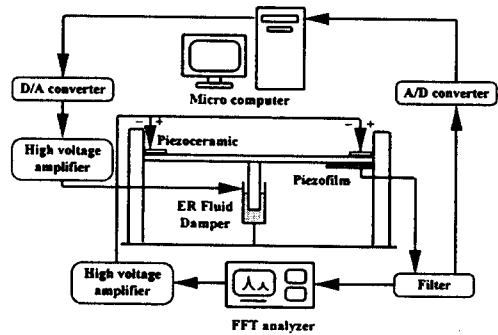 D/A converter
Micro computer
A/D converter
High voltage
amplifier
− +
Piezoceramic
− +
Piezofilm
ER Fluid
Damper
High voltage
amplifier
Filter
FFT analyzer